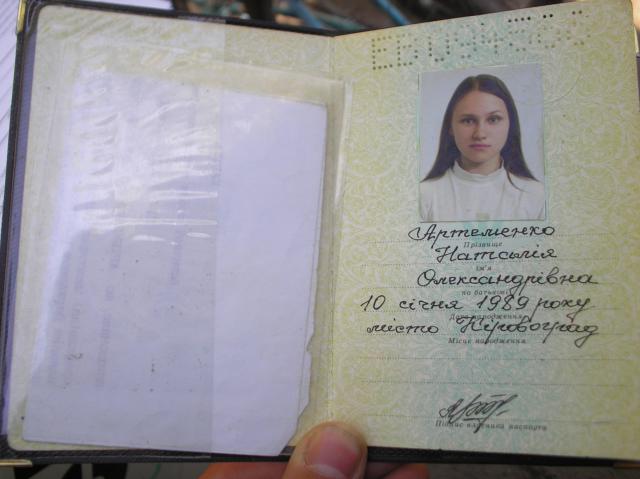 Артеменко
Прізвище
Наталія
ім'я
Олександрівна
по батькові
10 січня 1989 року
Дата народження
місто Кіровоград
Місце народження
Підпис власника паспорта